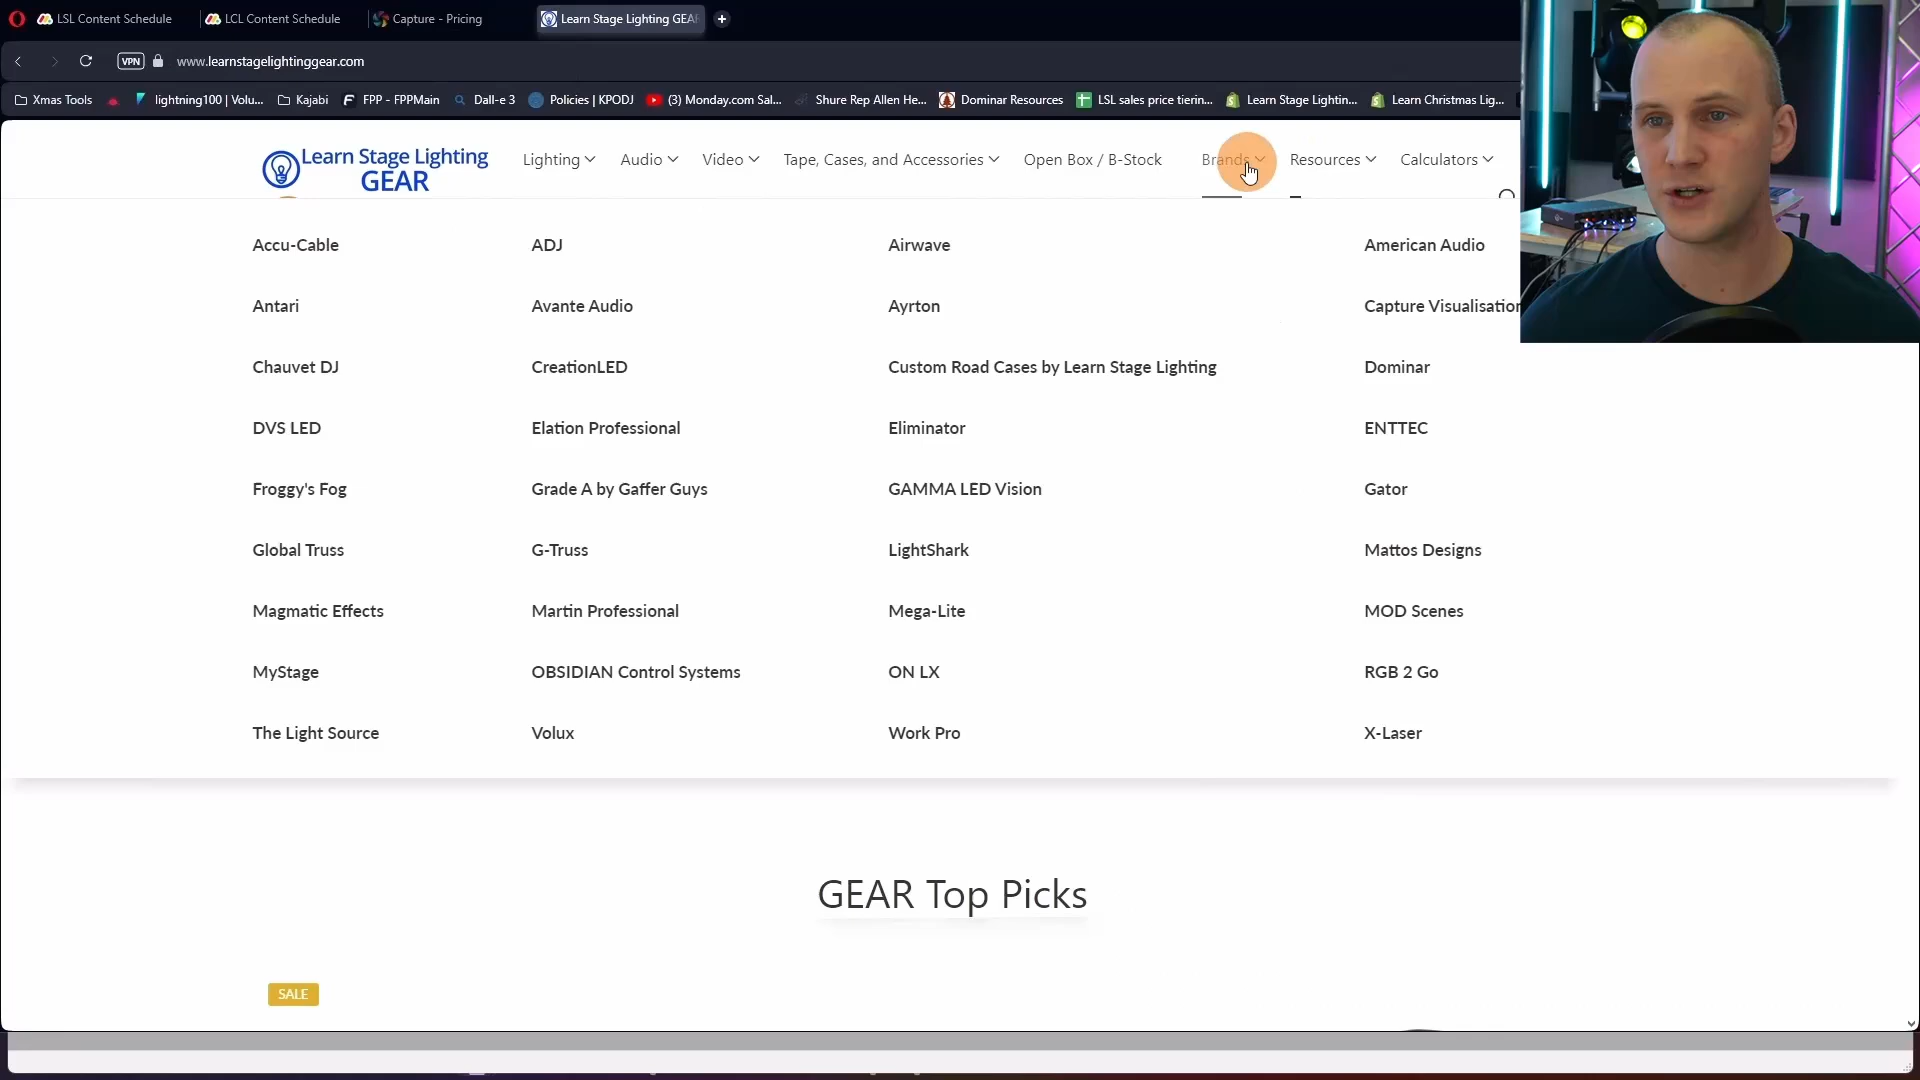 LSL Content Schedule
LCL Content Schedule
Capture - Pricing
Learn Stage Lighting GEAR
VPN
www.learnstagelightinggear.com
Xmas Tools
lightning100 | Volu...
Kajabi
FPP - FPPMain
Dall-e 3
Policies | KPODJ
(3) Monday.com Sal...
Shure Rep Allen He...
Dominar Resources
LSL sales price tierin...
Learn Stage Lightin...
Learn Christmas Lig...
Learn Stage Lighting
GEAR
Lighting
Audio
Video
Tape, Cases, and Accessories
Open Box / B-Stock
Brands
Resources
Calculators
Accu-Cable
ADJ
Airwave
American Audio
Antari
Avante Audio
Ayrton
Capture Visualisation
Chauvet DJ
CreationLED
Custom Road Cases by Learn Stage Lighting
Dominar
DVS LED
Elation Professional
Eliminator
ENTTEC
Froggy's Fog
Grade A by Gaffer Guys
GAMMA LED Vision
Gator
Global Truss
G-Truss
LightShark
Mattos Designs
Magmatic Effects
Martin Professional
Mega-Lite
MOD Scenes
MyStage
OBSIDIAN Control Systems
ON LX
RGB 2 Go
The Light Source
Volux
Work Pro
X-Laser
GEAR Top Picks
SALE